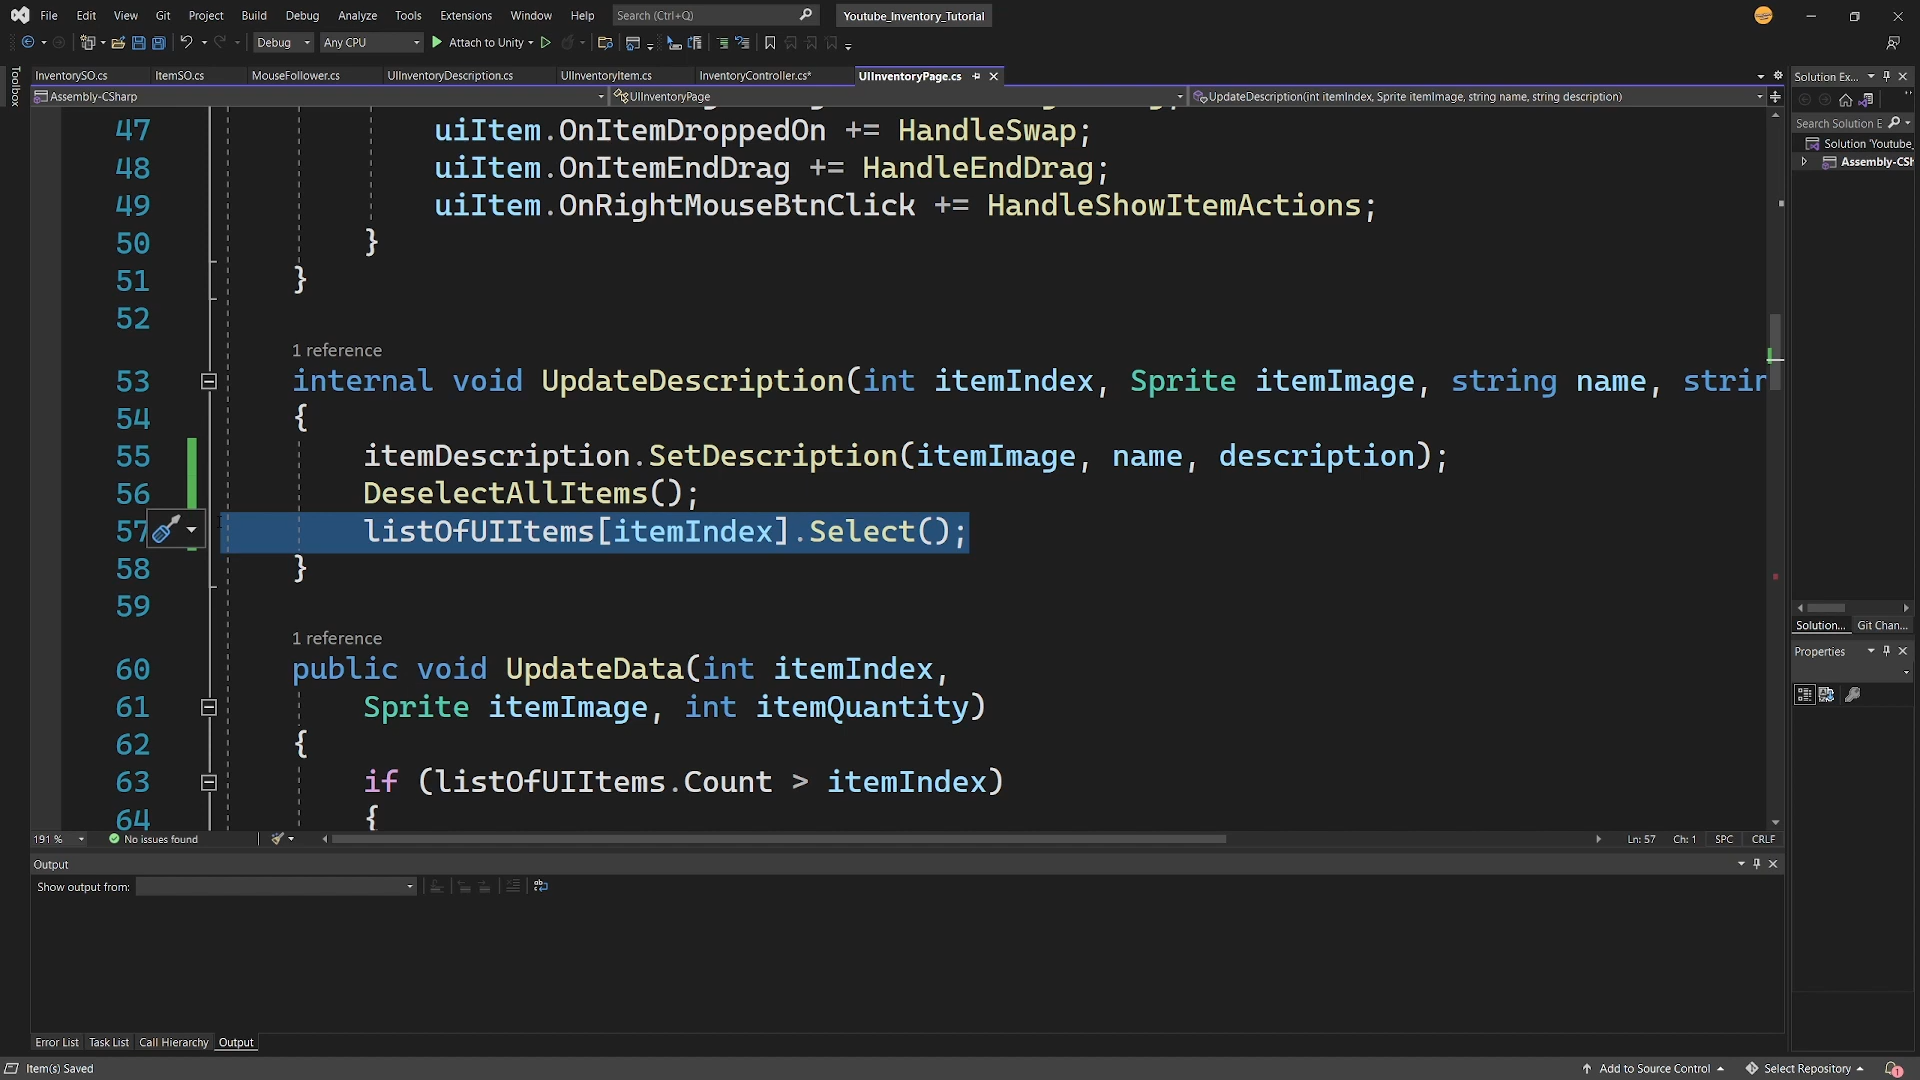 File Edit View Git Project Build Debug Test Analyze Tools Extensions Window Help Search (Ctrl+Q) Youtube_Inventory_Tutorial
Debug Any CPU Attach to Unity
Toolbox
InventorySO.cs ItemSO.cs MouseFollower.cs UIInventoryDescription.cs UIInventoryItem.cs InventoryController.cs* UIInventoryPage.cs
Assembly-CSharp UIInventoryPage UpdateDescription(int itemIndex, Sprite itemImage, string name, string description)
47 uiItem.OnItemDroppedOn += HandleSwap;
48 uiItem.OnItemEndDrag += HandleEndDrag;
49 uiItem.OnRightMouseBtnClick += HandleShowItemActions;
50 }
51 }
52
1 reference
53 internal void UpdateDescription(int itemIndex, Sprite itemImage, string name, strin
54 {
55 itemDescription.SetDescription(itemImage, name, description);
56 DeselectAllItems();
57 listOfUIItems[itemIndex].Select();
58 }
59
1 reference
60 public void UpdateData(int itemIndex,
61 Sprite itemImage, int itemQuantity)
62 {
63 if (listOfUIItems.Count > itemIndex)
64 {
191 % No issues found Ln: 57 Ch: 1 SPC CRLF
Output
Show output from:
Error List Task List Call Hierarchy Output
Item(s) Saved Add to Source Control Select Repository 1
Solution Ex...
Search Solution E
Solution 'Youtube_
Assembly-CSh
Solution... Git Chan...
Properties